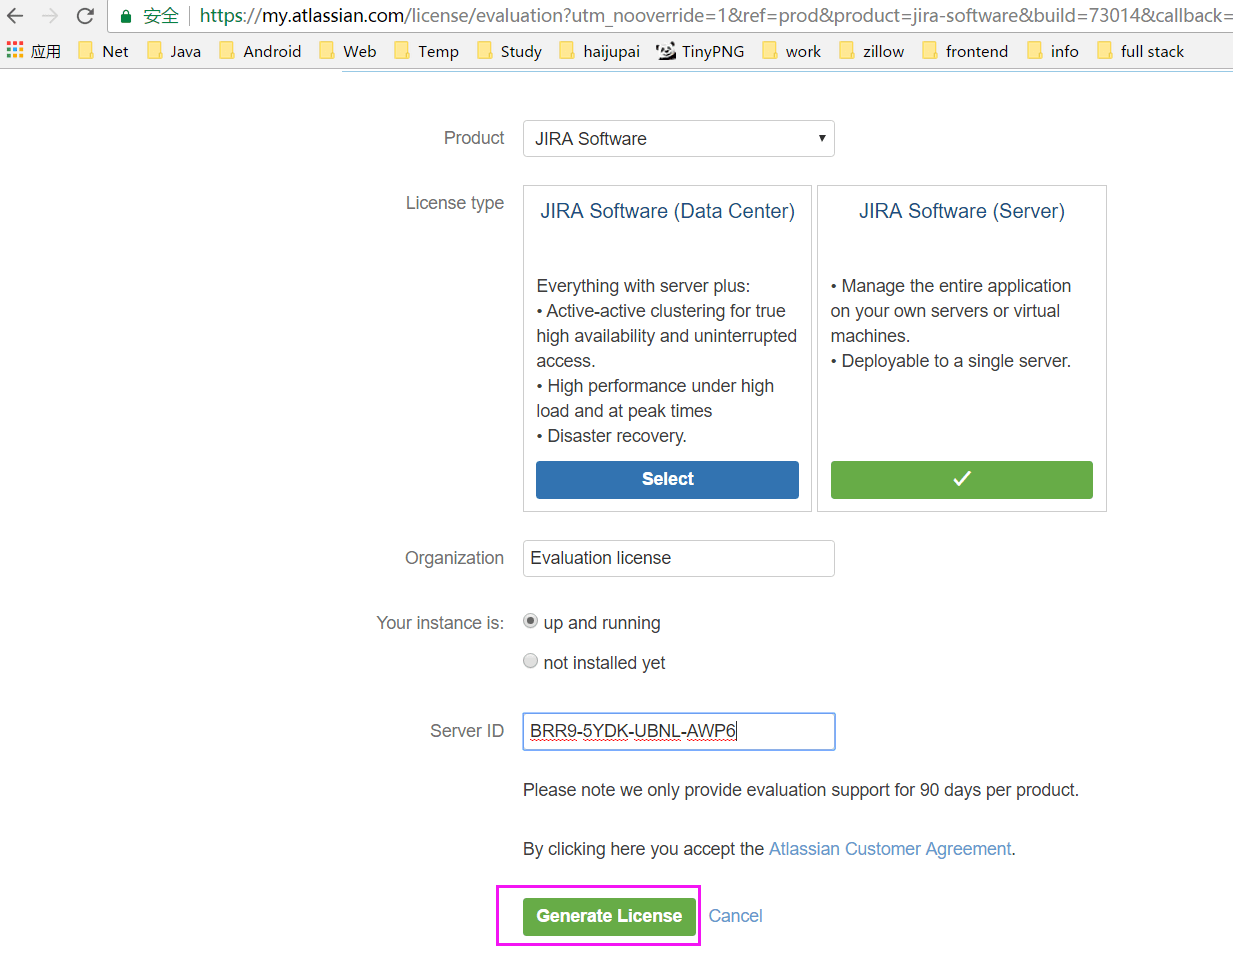 安全 https://my.atlassian.com/license/evaluation?utm_nooverride=1&ref=prod&product=jira-software&build=73014&callback=
应用 Net Java Android Web Temp Study haijupai TinyPNG work zillow frontend info full stack
Product JIRA Software
License type
JIRA Software (Data Center)
Everything with server plus:
• Active-active clustering for true
high availability and uninterrupted
access.
• High performance under high
load and at peak times
• Disaster recovery.
Select
JIRA Software (Server)
• Manage the entire application
on your own servers or virtual
machines.
• Deployable to a single server.
Organization Evaluation license
Your instance is: up and running
not installed yet
Server ID BRR9-5YDK-UBNL-AWP6
Please note we only provide evaluation support for 90 days per product.
By clicking here you accept the Atlassian Customer Agreement.
Generate License Cancel